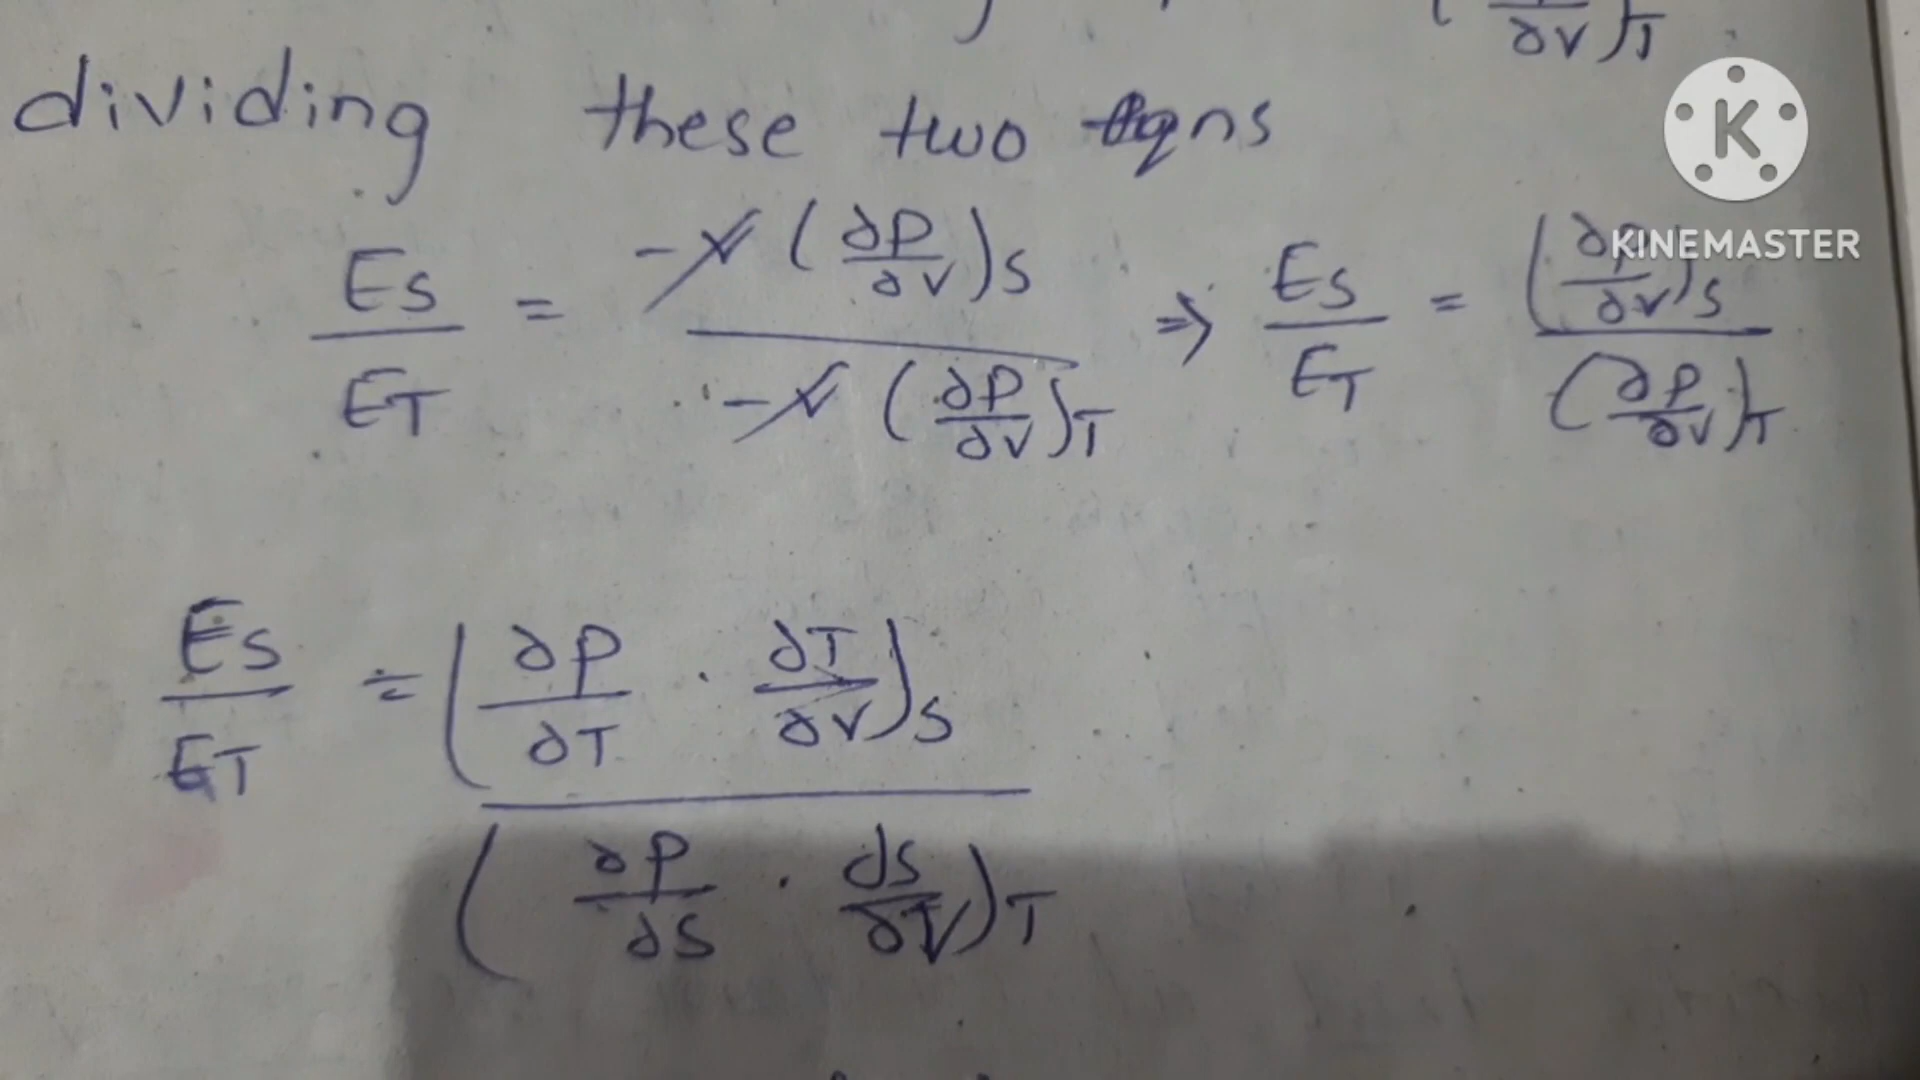 ∂V)T
dividing these two eqns
Es/ET = -V(∂P/∂V)S / -V(∂P/∂V)T ⇒ Es/ET = (∂P/∂V)S / (∂P/∂V)T
K
KINEMASTER
Es/ET = (∂P/∂T · ∂T/∂V)S / (∂P/∂S · ∂S/∂V)T